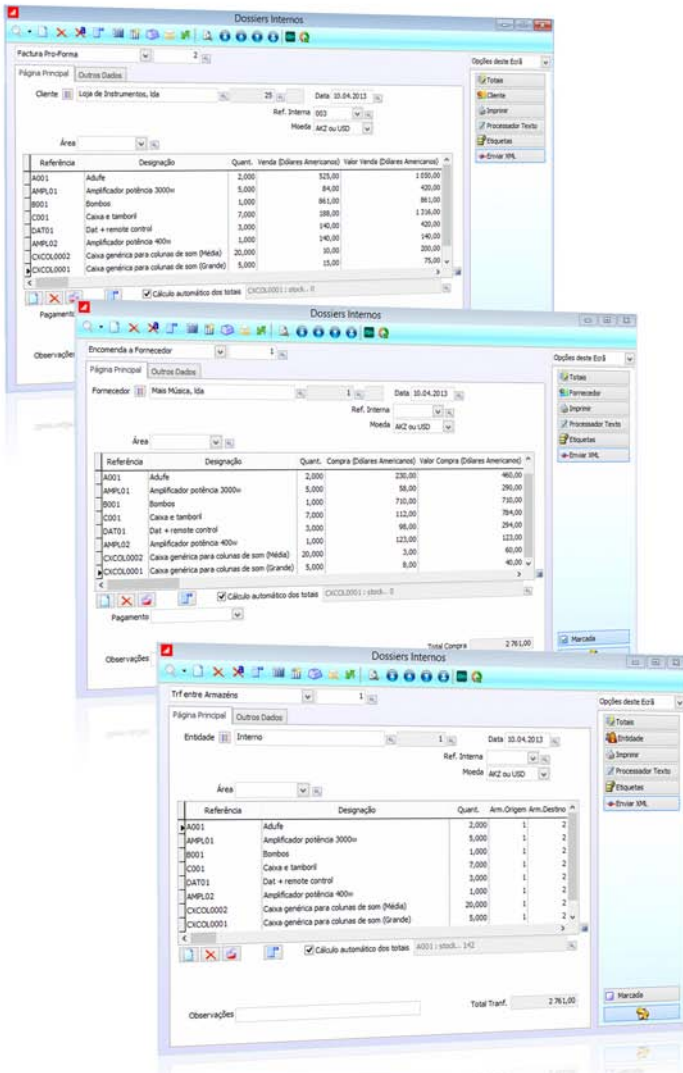 Dossiers Internos
Factura Pro-Forma 2
Opções deste Ecrã
Página Principal Outros Dados
Totais
Cliente Loja de Instrumentos, lda 25 Data 10.04.2013
Cliente
Ref. Interna 003
Imprimir
Moeda AKZ ou USD
Processador Texto
Área
Etiquetas
Enviar XML
Referência Designação Quant. Venda (Dólares Americanos) Valor Venda (Dólares Americanos)
A001 Adufe 2,000 525,00 1 050,00
AMPL01 Amplificador potência 3000w 5,000 84,00 420,00
B001 Bombos 1,000 861,00 861,00
C001 Caixa e tamboril 7,000 188,00 1 316,00
DAT01 Dat + remote control 3,000 140,00 420,00
AMPL02 Amplificador potência 400w 1,000 140,00 140,00
CXCOL0002 Caixa genérica para colunas de som (Média) 20,000 10,00 200,00
CXCOL0001 Caixa genérica para colunas de som (Grande) 5,000 15,00 75,00
Cálculo automático dos totais CXCOL0001 : stock... 0
Pagamento
Observações
Dossiers Internos
Encomenda a Fornecedor 1
Opções deste Ecrã
Página Principal Outros Dados
Totais
Fornecedor Mais Música, lda 1 Data 10.04.2013
Fornecedor
Ref. Interna
Imprimir
Moeda AKZ ou USD
Processador Texto
Área
Etiquetas
Enviar XML
Referência Designação Quant. Compra (Dólares Americanos) Valor Compra (Dólares Americanos)
A001 Adufe 2,000 230,00 460,00
AMPL01 Amplificador potência 3000w 5,000 58,00 290,00
B001 Bombos 1,000 710,00 710,00
C001 Caixa e tamboril 7,000 112,00 784,00
DAT01 Dat + remote control 3,000 98,00 294,00
AMPL02 Amplificador potência 400w 1,000 123,00 123,00
CXCOL0002 Caixa genérica para colunas de som (Média) 20,000 3,00 60,00
CXCOL0001 Caixa genérica para colunas de som (Grande) 5,000 8,00 40,00
Cálculo automático dos totais CXCOL0001 : stock... 0
Pagamento
Marcada
Total Compra 2 761,00
Observações
Dossiers Internos
Trf entre Armazéns 1
Opções deste Ecrã
Página Principal Outros Dados
Totais
Entidade Interno 1 Data 10.04.2013
Entidade
Ref. Interna
Imprimir
Moeda AKZ ou USD
Processador Texto
Área
Etiquetas
Enviar XML
Referência Designação Quant. Arm.Origem Arm.Destino
A001 Adufe 2,000 1 2
AMPL01 Amplificador potência 3000w 5,000 1 2
B001 Bombos 1,000 1 2
C001 Caixa e tamboril 7,000 1 2
DAT01 Dat + remote control 3,000 1 2
AMPL02 Amplificador potência 400w 1,000 1 2
CXCOL0002 Caixa genérica para colunas de som (Média) 20,000 1 2
CXCOL0001 Caixa genérica para colunas de som (Grande) 5,000 1 2
Cálculo automático dos totais A001 : stock... 142
Marcada
Observações Total Tranf. 2 761,00